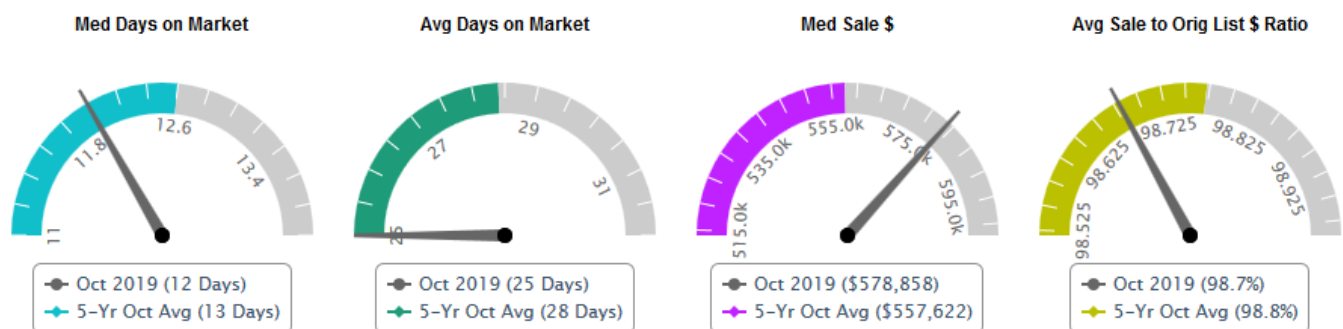 Med Days on Market
11
11.8
12.6
13.4
Oct 2019 (12 Days)
5-Yr Oct Avg (13 Days)
Avg Days on Market
25
27
29
31
Oct 2019 (25 Days)
5-Yr Oct Avg (28 Days)
Med Sale $
515.0k
535.0k
555.0k
575.0k
595.0k
Oct 2019 ($578,858)
5-Yr Oct Avg ($557,622)
Avg Sale to Orig List $ Ratio
98.525
98.625
98.725
98.825
98.925
Oct 2019 (98.7%)
5-Yr Oct Avg (98.8%)